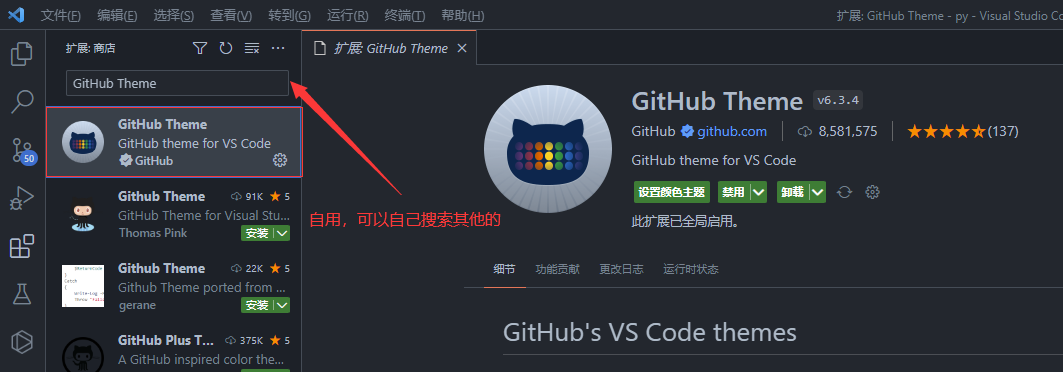 文件(F) 编辑(E) 选择(S) 查看(V) 转到(G) 运行(R) 终端(T) 帮助(H) 扩展: GitHub Theme - py - Visual Studio Co
扩展: 商店
扩展: GitHub Theme
GitHub Theme
GitHub Theme
GitHub theme for VS Code
GitHub
50
Github Theme 91K 5
GitHub Theme for Visual Stu...
Thomas Pink 安装
Github Theme 22K 5
Github Theme ported from ...
gerane 安装
GitHub Plus T... 375K 5
A GitHub inspired color the...
自用，可以自己搜索其他的
GitHub Theme v6.3.4
GitHub github.com 8,581,575 (137)
GitHub theme for VS Code
设置颜色主题 禁用 卸载
此扩展已全局启用。
细节 功能贡献 更改日志 运行时状态
GitHub's VS Code themes